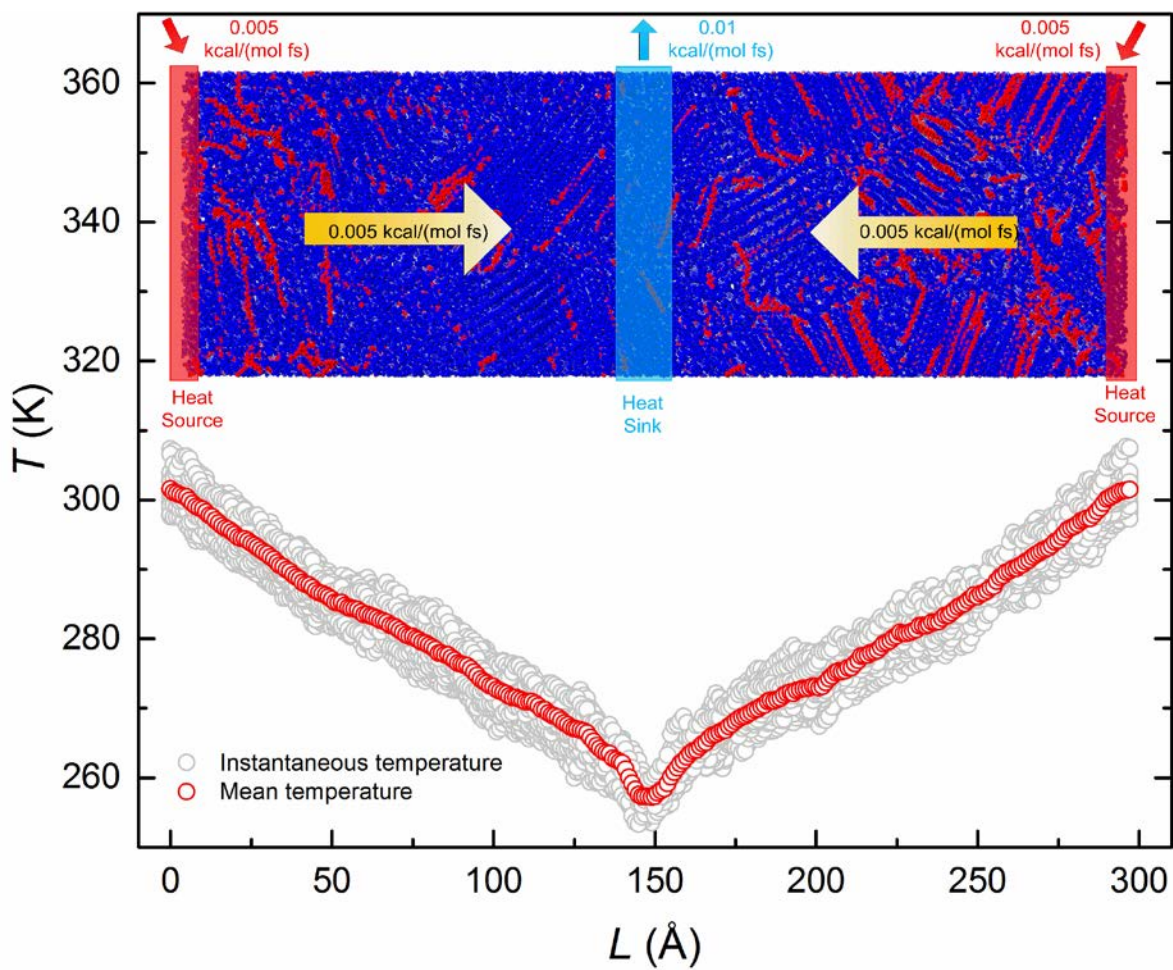 0.005
kcal/(mol fs)
0.01
kcal/(mol fs)
0.005
kcal/(mol fs)
0.005 kcal/(mol fs)
0.005 kcal/(mol fs)
Heat
Source
Heat
Sink
Heat
Source
360
340
320
300
280
260
T (K)
Instantaneous temperature
Mean temperature
0 50 100 150 200 250 300
L (Å)